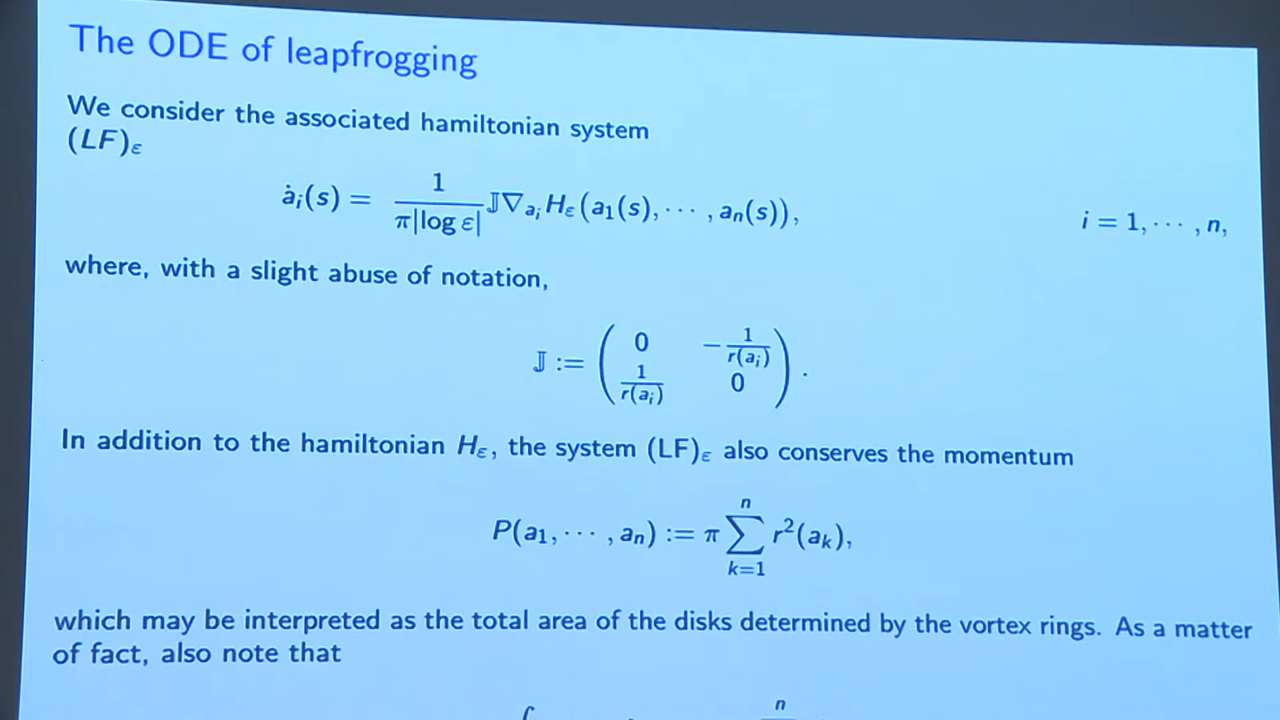 The ODE of leapfrogging
We consider the associated hamiltonian system
(LF)ε
ȧᵢ(s) = 1/(π|log ε|) 𝕁∇_{aᵢ} Hε(a₁(s), ··· , aₙ(s)), i = 1, ··· , n,
where, with a slight abuse of notation,
𝕁 := ( 0 −1/r(aᵢ) ; 1/r(aᵢ) 0 ) .
In addition to the hamiltonian Hε, the system (LF)ε also conserves the momentum
P(a₁, ··· , aₙ) := π ∑_{k=1}^{n} r²(aₖ),
which may be interpreted as the total area of the disks determined by the vortex rings. As a matter
of fact, also note that
n